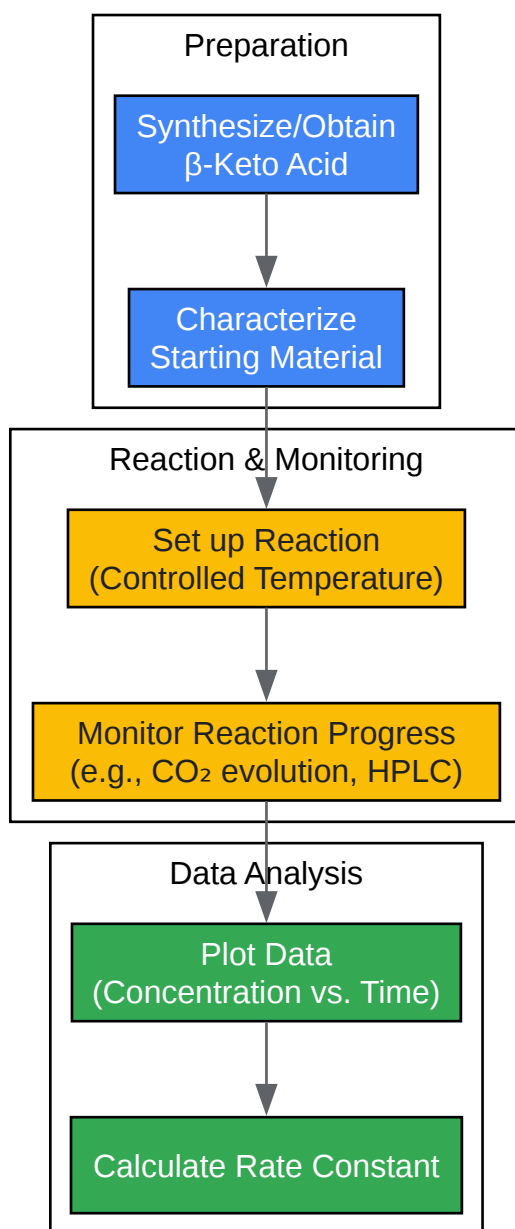 Preparation
Synthesize/Obtain
β-Keto Acid
Characterize
Starting Material
Reaction & Monitoring
Set up Reaction
(Controlled Temperature)
Monitor Reaction Progress
(e.g., CO₂ evolution, HPLC)
Data Analysis
Plot Data
(Concentration vs. Time)
Calculate Rate Constant